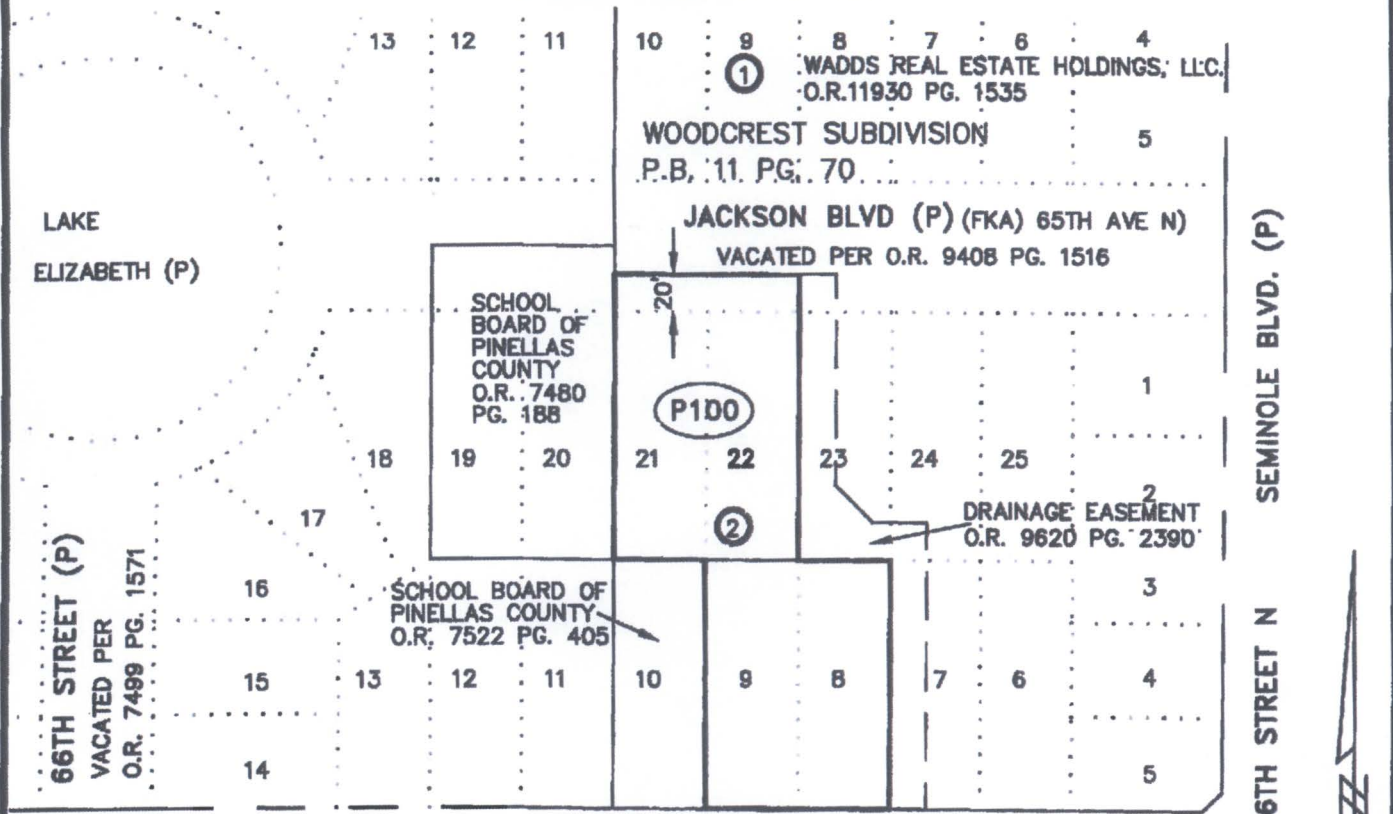 13 12 11 10 9 8 7 6 4
1
WADDS REAL ESTATE HOLDINGS, LLC.
O.R.11930 PG. 1535
WOODCREST SUBDIVISION
P.B. 11 PG. 70
5
JACKSON BLVD (P) (FKA) 65TH AVE N)
VACATED PER O.R. 9408 PG. 1516
LAKE
ELIZABETH (P)
SEMINOLE BLVD. (P)
20'
SCHOOL
BOARD OF
PINELLAS
COUNTY
O.R. 7480
PG. 188
P100
1
18 19 20 21 22 23 24 25
2
17
2
DRAINAGE EASEMENT
O.R. 9620 PG. 2390
66TH STREET (P)
VACATED PER
O.R. 7499 PG. 1571
16
SCHOOL BOARD OF
PINELLAS COUNTY
O.R. 7522 PG. 405
3
15 13 12 11 10 9 8 7 6 4
14
5
6TH STREET N